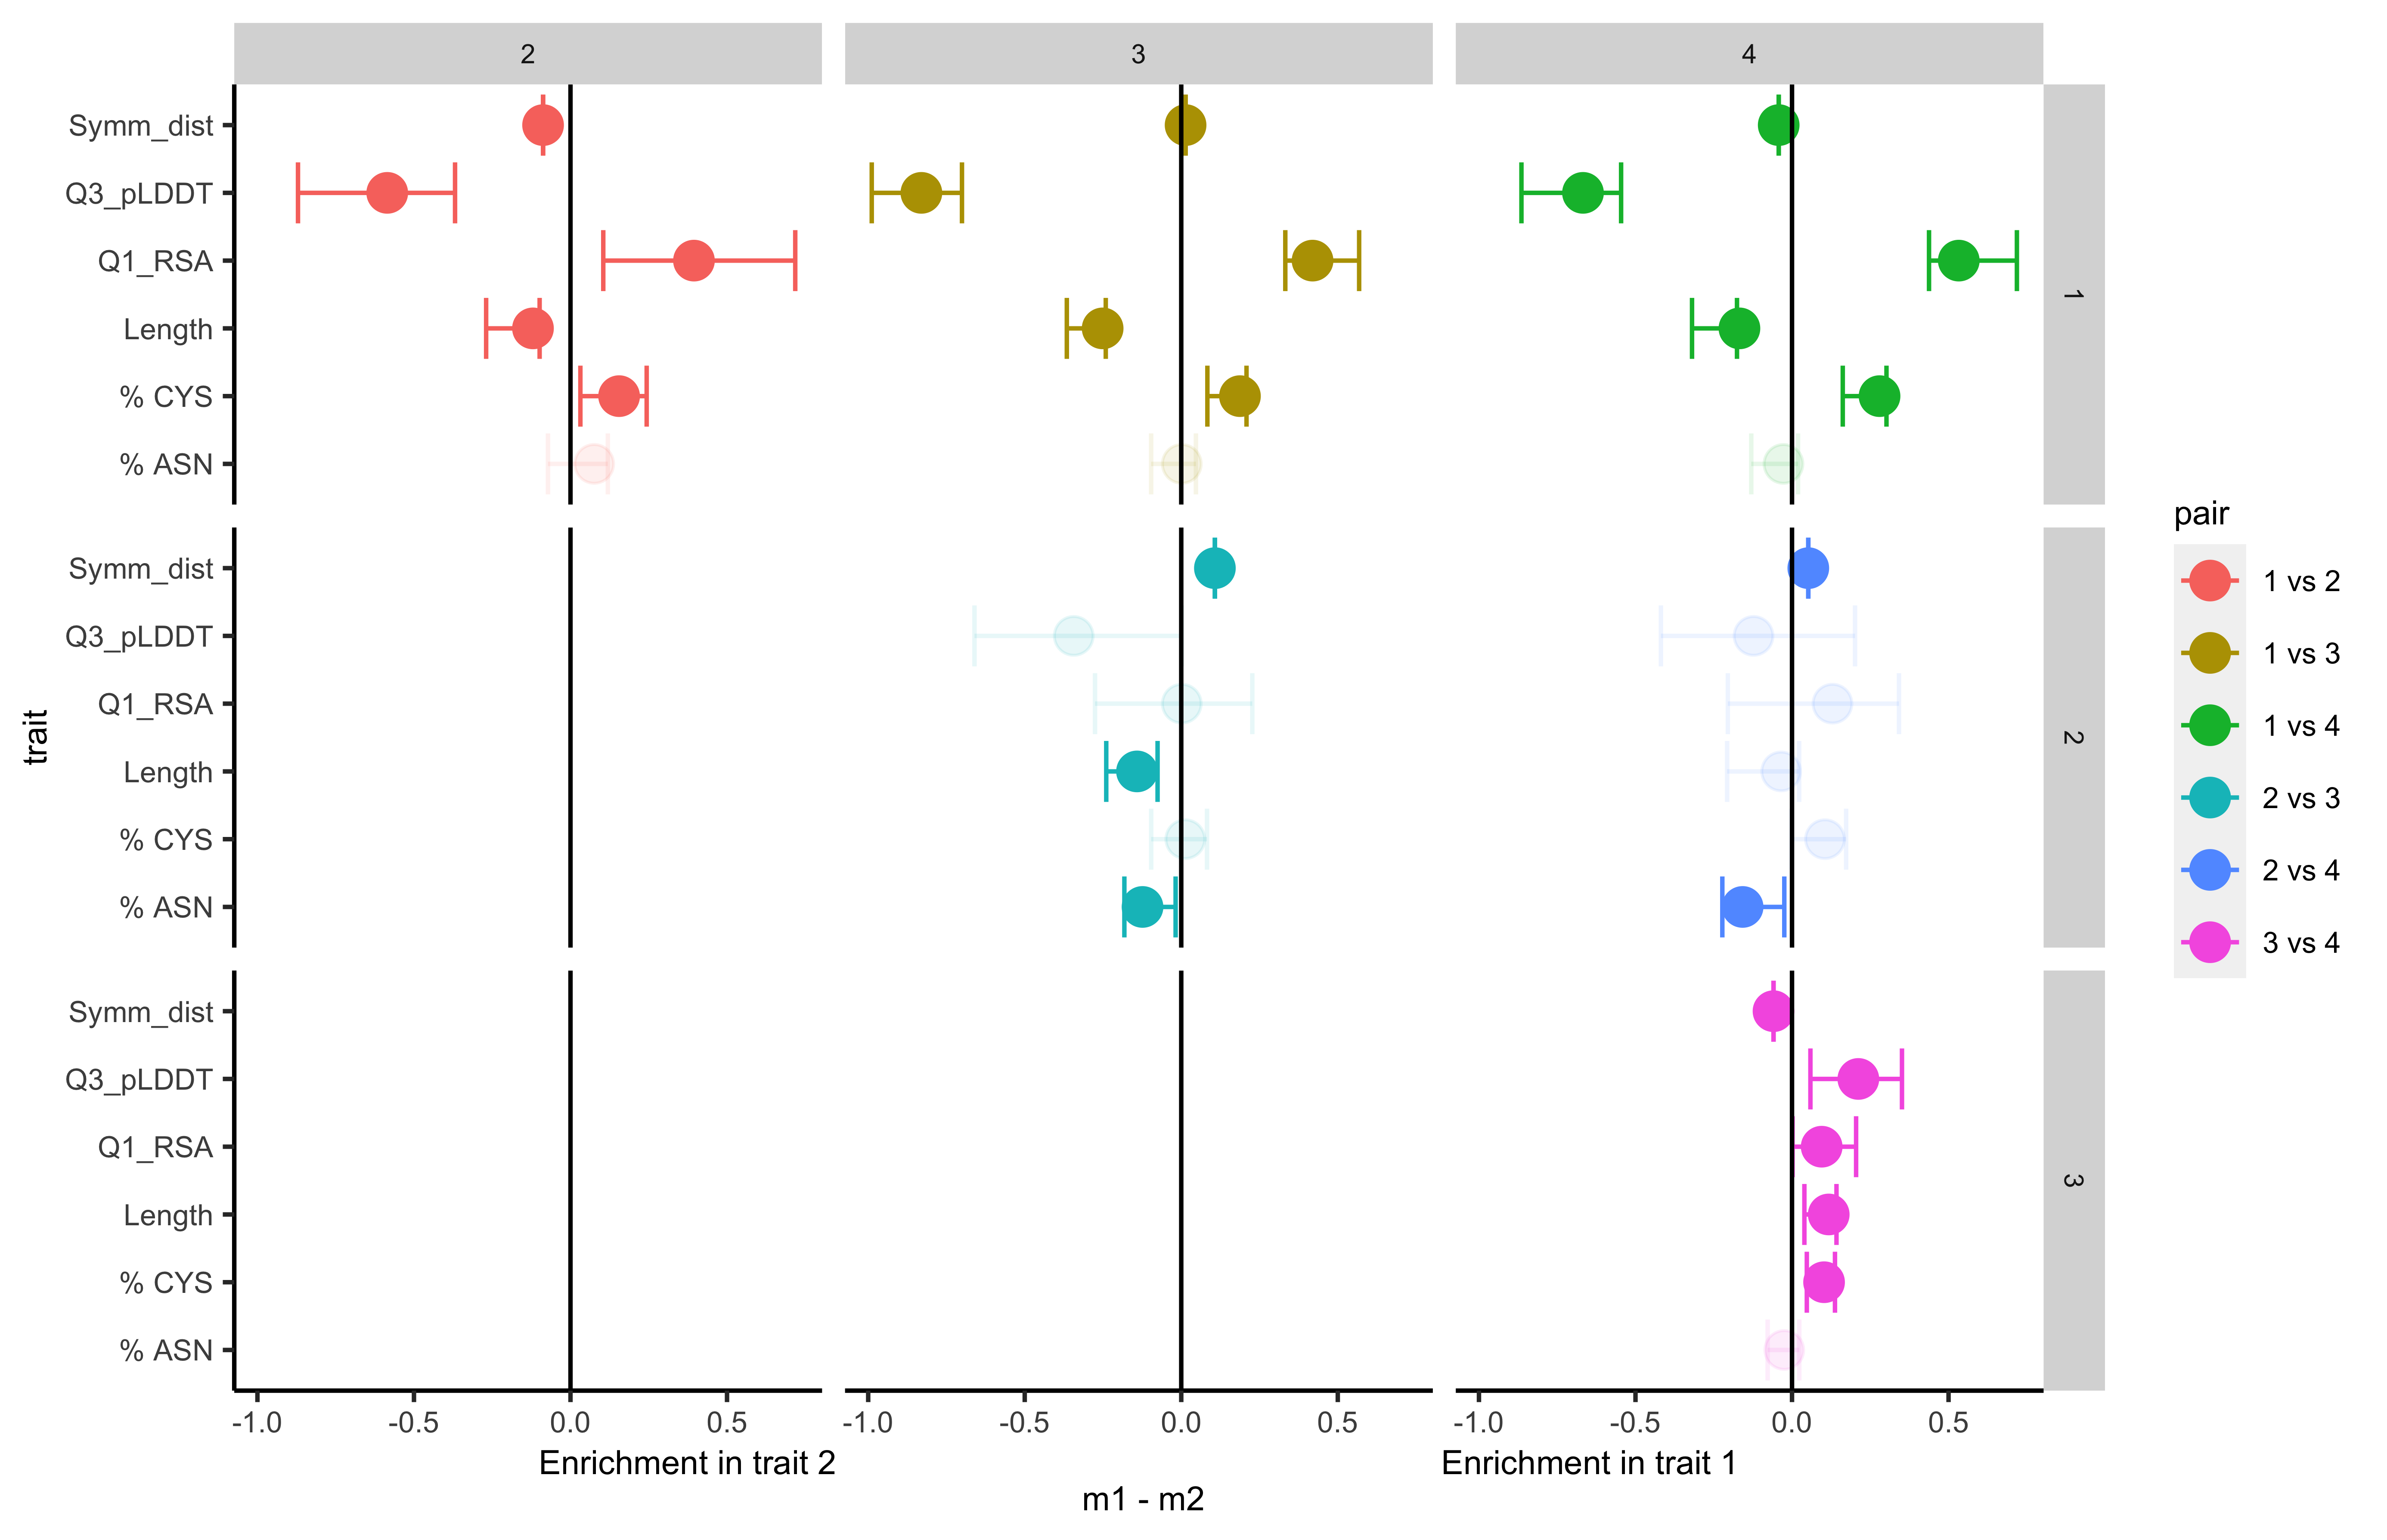 2 3 4
Symm_dist
Q3_pLDDT
Q1_RSA
Length
% CYS
% ASN
1
Symm_dist
Q3_pLDDT
Q1_RSA
Length
% CYS
% ASN
2
Symm_dist
Q3_pLDDT
Q1_RSA
Length
% CYS
% ASN
3
trait
-1.0 -0.5 0.0 0.5 -1.0 -0.5 0.0 0.5 -1.0 -0.5 0.0 0.5
Enrichment in trait 2 Enrichment in trait 1
m1 - m2
pair
1 vs 2
1 vs 3
1 vs 4
2 vs 3
2 vs 4
3 vs 4